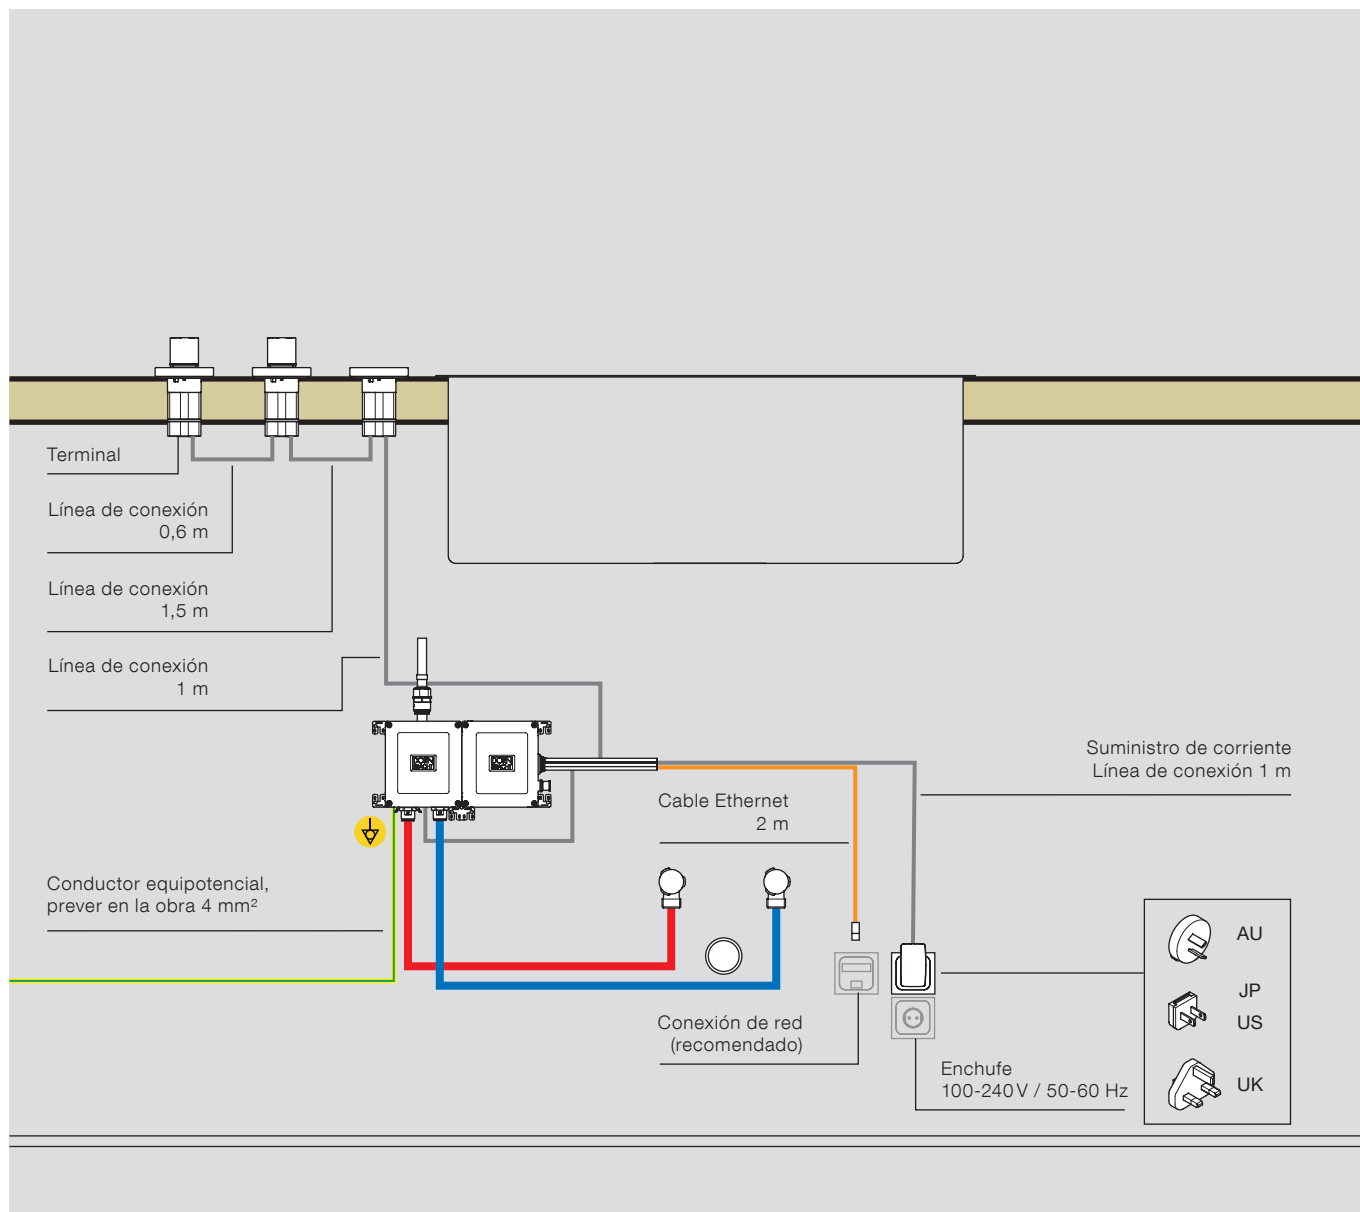 Terminal
Línea de conexión
0,6 m
Línea de conexión
1,5 m
Línea de conexión
1 m
Suministro de corriente
Línea de conexión 1 m
Cable Ethernet
2 m
Conductor equipotencial,
prever en la obra 4 mm²
AU
JP
US
UK
Conexión de red
(recomendado)
Enchufe
100-240 V / 50-60 Hz